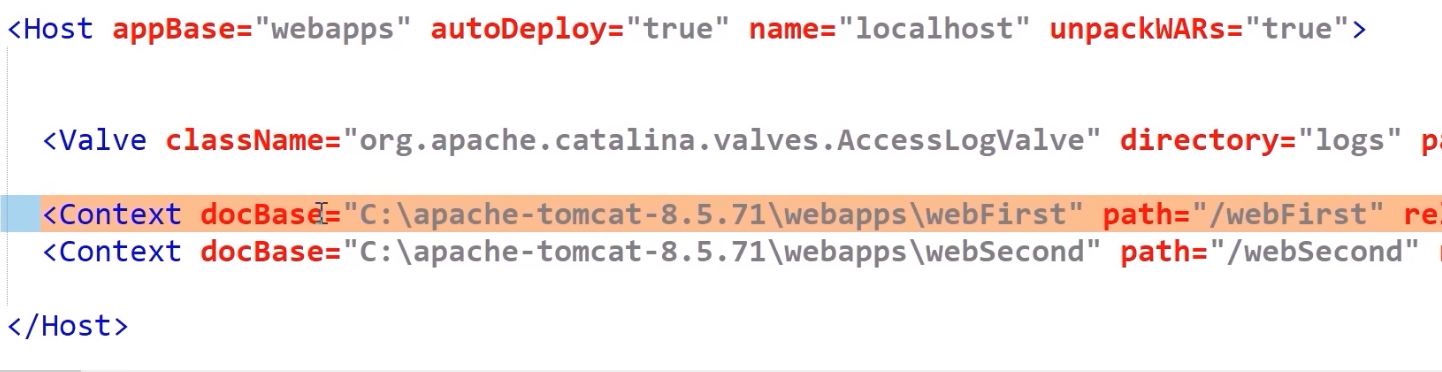 <Host appBase="webapps" autoDeploy="true" name="localhost" unpackWARs="true">
<Valve className="org.apache.catalina.valves.AccessLogValve" directory="logs" pa
<Context docBase="C:\apache-tomcat-8.5.71\webapps\webFirst" path="/webFirst" rel
<Context docBase="C:\apache-tomcat-8.5.71\webapps\webSecond" path="/webSecond"
</Host>